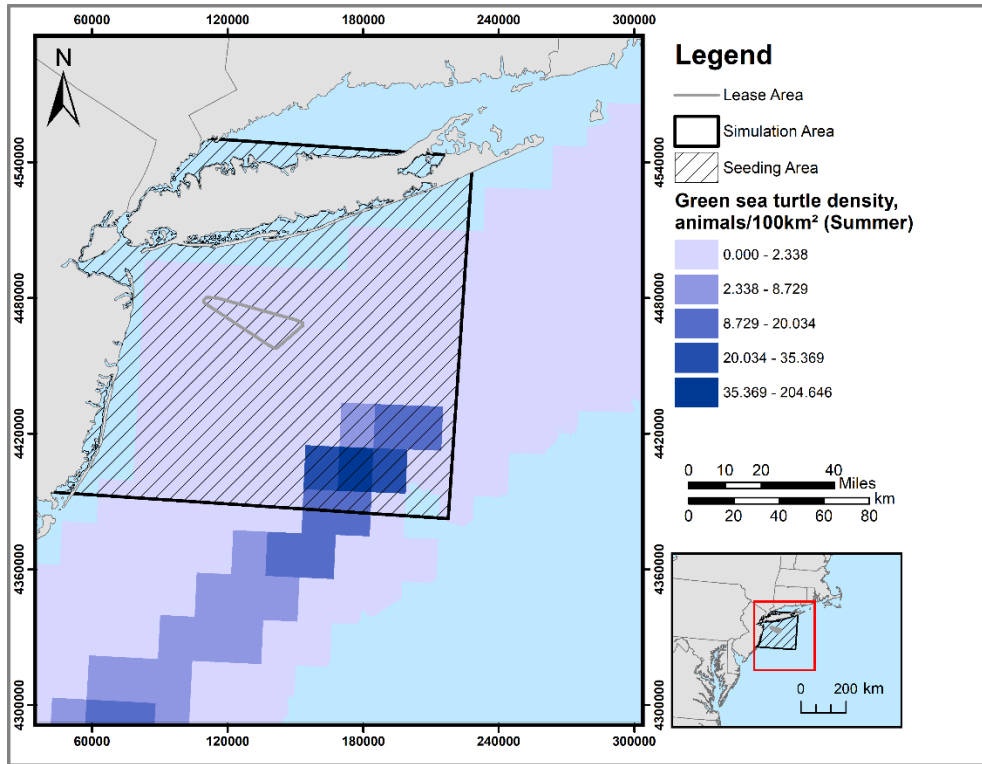 60000 120000 180000 240000 300000
N
4540000 4540000
4480000 4480000
4420000 4420000
4360000 4360000
4300000 4300000
60000 120000 180000 240000 300000
Legend
Lease Area
Simulation Area
Seeding Area
Green sea turtle density,
animals/100km² (Summer)
0.000 - 2.338
2.338 - 8.729
8.729 - 20.034
20.034 - 35.369
35.369 - 204.646
0 10 20 40
Miles
km
0 20 40 60 80
0 200 km